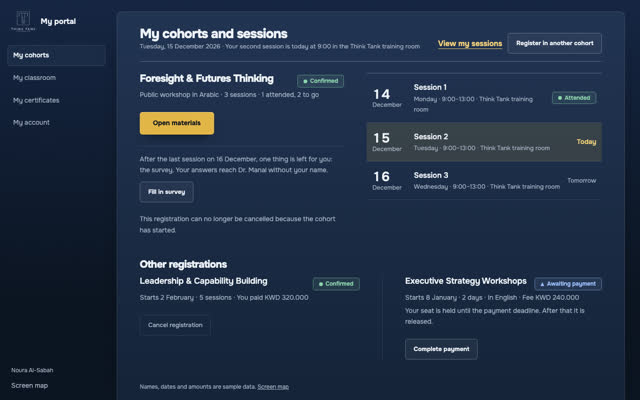 THINK TANK
My portal
My cohorts
My classroom
My certificates
My account
Noura Al-Sabah
Screen map
My cohorts and sessions
Tuesday, 15 December 2026 · Your second session is today at 9:00 in the Think Tank training room
View my sessions
Register in another cohort
Foresight & Futures Thinking
Confirmed
Public workshop in Arabic · 3 sessions · 1 attended, 2 to go
Open materials
After the last session on 16 December, one thing is left for you:
the survey. Your answers reach Dr. Manal without your name.
Fill in survey
This registration can no longer be cancelled because the cohort
has started.
14
December
Session 1
Monday · 9:00–13:00 · Think Tank training
room
Attended
15
December
Session 2
Tuesday · 9:00–13:00 · Think Tank training room
Today
16
December
Session 3
Wednesday · 9:00–13:00 · Think Tank training room
Tomorrow
Other registrations
Leadership & Capability Building
Confirmed
Starts 2 February · 5 sessions · You paid KWD 320.000
Cancel registration
Executive Strategy Workshops
Awaiting payment
Starts 8 January · 2 days · In English · Fee KWD 240.000
Your seat is held until the payment deadline. After that it is
released.
Complete payment
Names, dates and amounts are sample data. Screen map